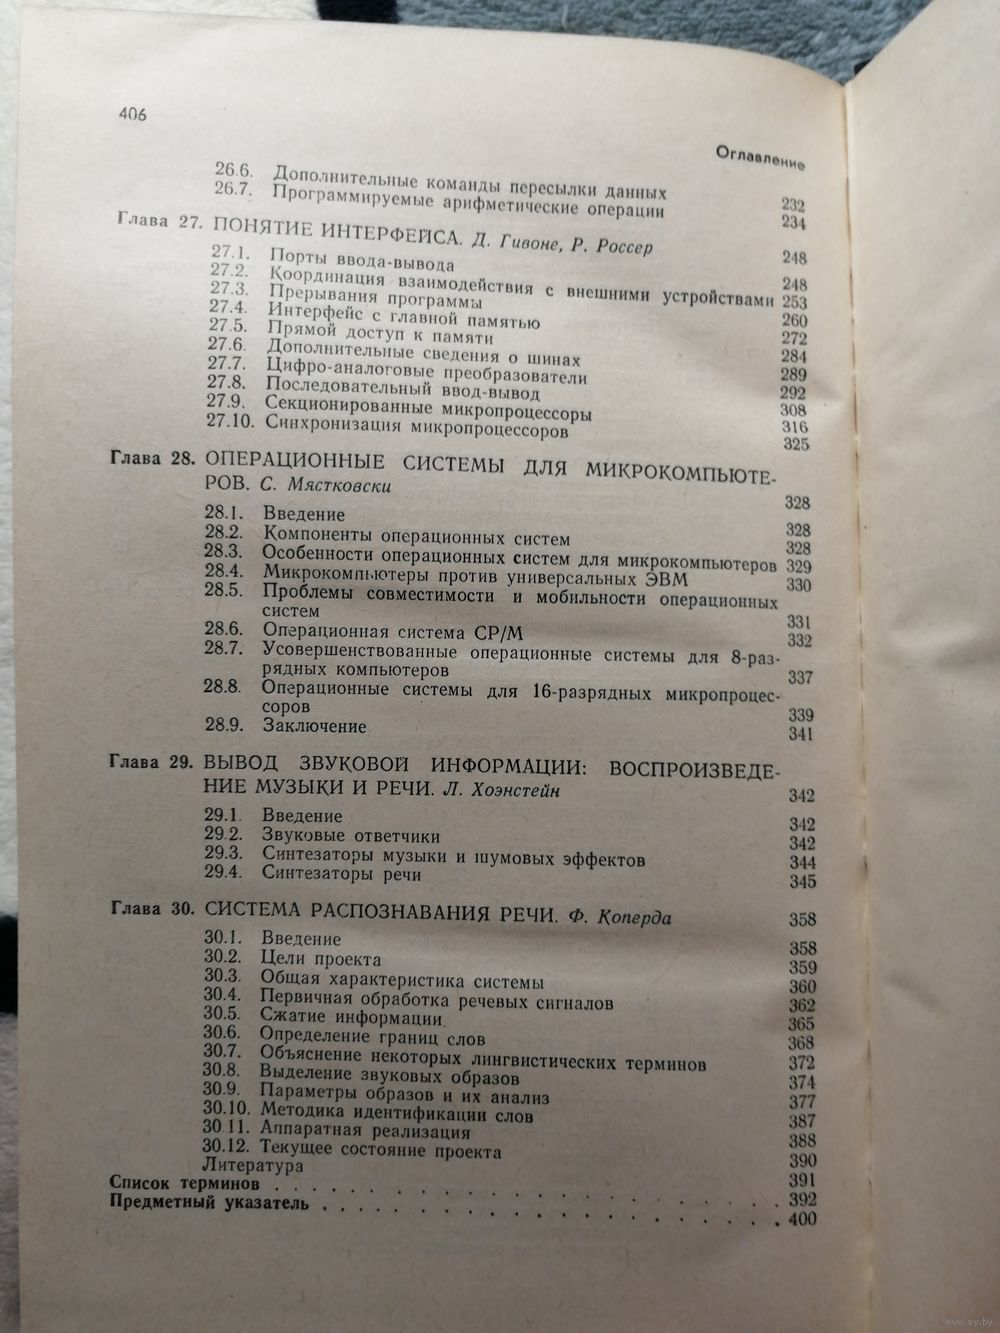 406
Оглавление
26.6. Дополнительные команды пересылки данных 232
26.7. Программируемые арифметические операции 234
Глава 27. ПОНЯТИЕ ИНТЕРФЕЙСА. Д. Гивоне, Р. Россер 248
27.1. Порты ввода-вывода 248
27.2. Координация взаимодействия с внешними устройствами 253
27.3. Прерывания программы 260
27.4. Интерфейс с главной памятью 272
27.5. Прямой доступ к памяти 284
27.6. Дополнительные сведения о шинах 289
27.7. Цифро-аналоговые преобразователи 292
27.8. Последовательный ввод-вывод 308
27.9. Секционированные микропроцессоры 316
27.10. Синхронизация микропроцессоров 325
Глава 28. ОПЕРАЦИОННЫЕ СИСТЕМЫ ДЛЯ МИКРОКОМПЬЮТЕ-
РОВ. С. Мястковски 328
28.1. Введение 328
28.2. Компоненты операционных систем 328
28.3. Особенности операционных систем для микрокомпьютеров 329
28.4. Микрокомпьютеры против универсальных ЭВМ 330
28.5. Проблемы совместимости и мобильности операционных
систем 331
28.6. Операционная система CP/M 332
28.7. Усовершенствованные операционные системы для 8-раз-
рядных компьютеров 337
28.8. Операционные системы для 16-разрядных микропроцес-
соров 339
28.9. Заключение 341
Глава 29. ВЫВОД ЗВУКОВОЙ ИНФОРМАЦИИ: ВОСПРОИЗВЕДЕ-
НИЕ МУЗЫКИ И РЕЧИ. Л. Хоэнстейн 342
29.1. Введение 342
29.2. Звуковые ответчики 342
29.3. Синтезаторы музыки и шумовых эффектов 344
29.4. Синтезаторы речи 345
Глава 30. СИСТЕМА РАСПОЗНАВАНИЯ РЕЧИ. Ф. Коперда 358
30.1. Введение 358
30.2. Цели проекта 359
30.3. Общая характеристика системы 360
30.4. Первичная обработка речевых сигналов 362
30.5. Сжатие информации. 365
30.6. Определение границ слов 368
30.7. Объяснение некоторых лингвистических терминов 372
30.8. Выделение звуковых образов 374
30.9. Параметры образов и их анализ 377
30.10. Методика идентификации слов 387
30 11. Аппаратная реализация 388
30.12. Текущее состояние проекта 390
Литература 391
Список терминов . . . . . . . . . . . . . . . 392
Предметный указатель . . . . . . . . . . . . . . 400
www.ay.by